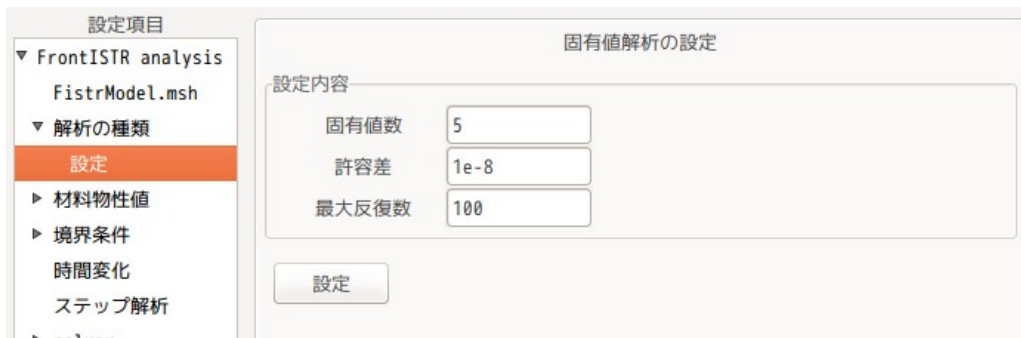 設定項目
FrontISTR analysis
FistrModel.msh
解析の種類
設定
材料物性値
境界条件
時間変化
ステップ解析
固有値解析の設定
設定内容
固有値数 5
許容差 1e-8
最大反復数 100
設定